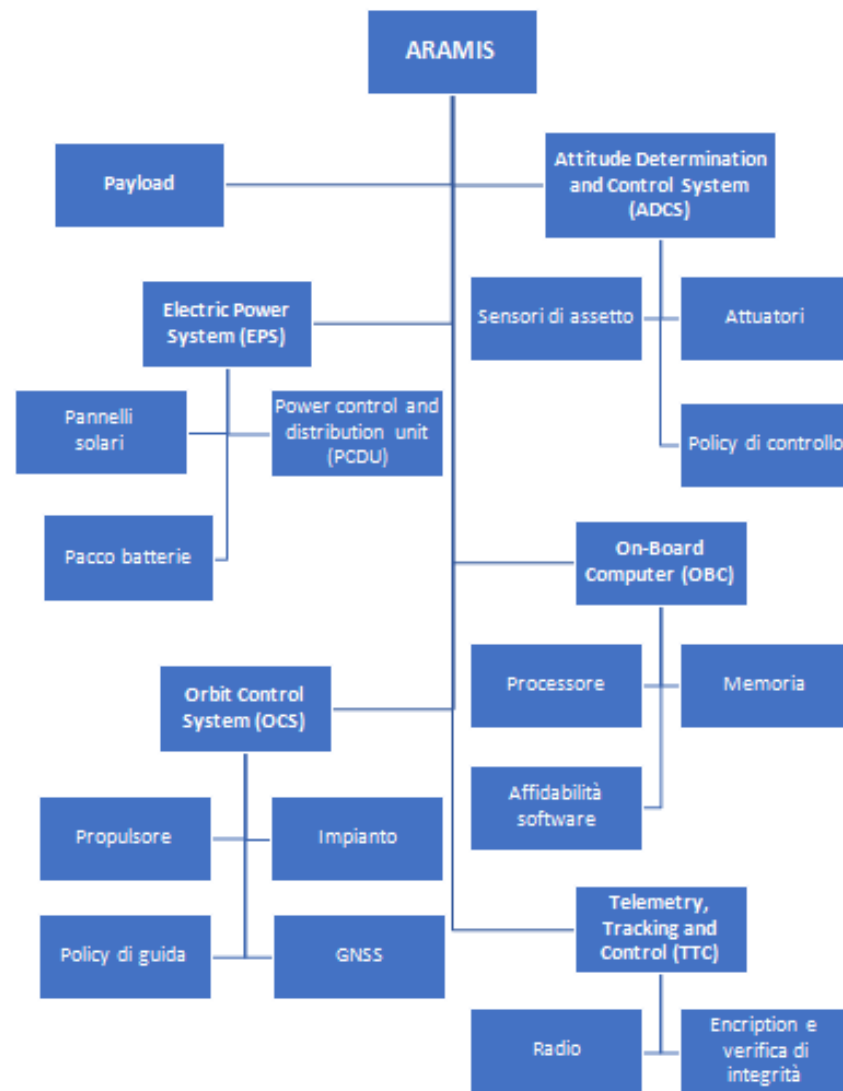 ARAMIS
Payload
Attitude Determination
and Control System
(ADCS)
Electric Power
System (EPS)
Sensori di assetto
Attuatori
Pannelli
solari
Power control and
distribution unit
(PCDU)
Policy di controllo
Pacco batterie
On-Board
Computer (OBC)
Orbit Control
System (OCS)
Processore
Memoria
Propulsore
Impianto
Affidabilità
software
Policy di guida
GNSS
Telemetry,
Tracking and
Control (TTC)
Radio
Encription e
verifica di
integrità